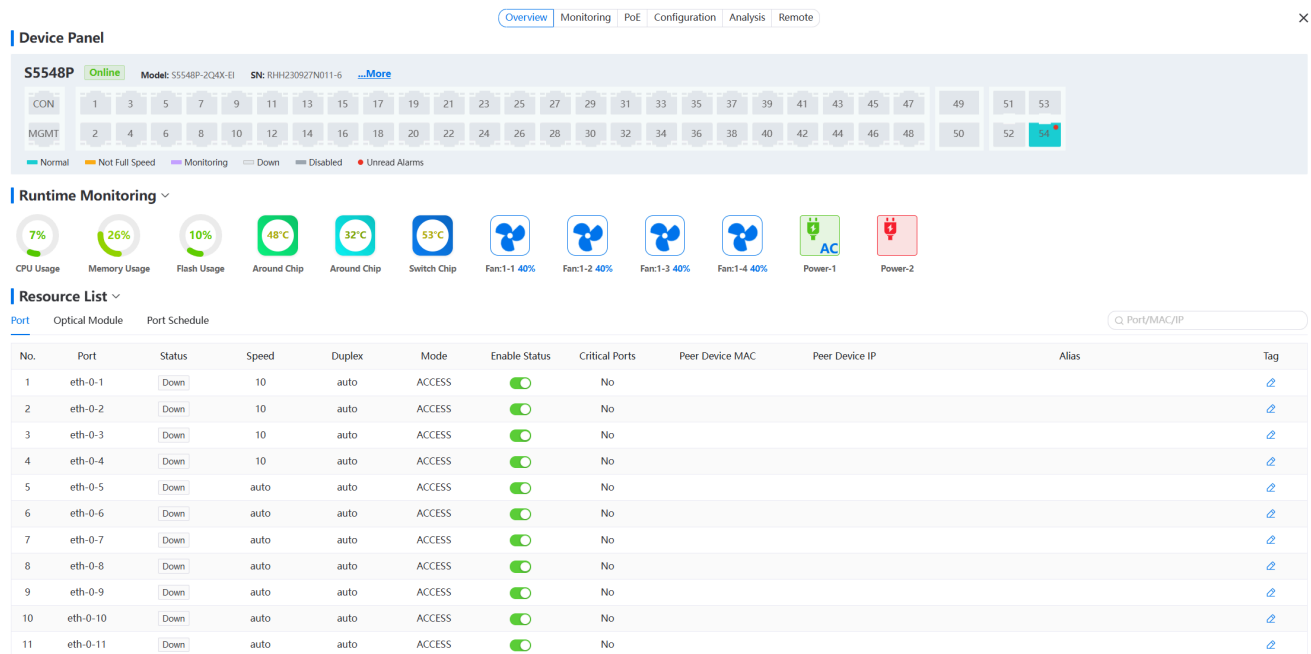 Overview Monitoring PoE Configuration Analysis Remote
Device Panel
S5548P Online Model: S5548P-2Q4X-EI SN: RHH230927N011-6 ...More
CON 1 3 5 7 9 11 13 15 17 19 21 23 25 27 29 31 33 35 37 39 41 43 45 47 49 51 53
MGMT 2 4 6 8 10 12 14 16 18 20 22 24 26 28 30 32 34 36 38 40 42 44 46 48 50 52 54
Normal Not Full Speed Monitoring Down Disabled Unread Alarms
Runtime Monitoring
7% 26% 10% 48°C 32°C 53°C AC
CPU Usage Memory Usage Flash Usage Around Chip Around Chip Switch Chip Fan:1-1 40% Fan:1-2 40% Fan:1-3 40% Fan:1-4 40% Power-1 Power-2
Resource List
Port Optical Module Port Schedule Port/MAC/IP
No. Port Status Speed Duplex Mode Enable Status Critical Ports Peer Device MAC Peer Device IP Alias Tag
1 eth-0-1 Down 10 auto ACCESS No
2 eth-0-2 Down 10 auto ACCESS No
3 eth-0-3 Down 10 auto ACCESS No
4 eth-0-4 Down 10 auto ACCESS No
5 eth-0-5 Down auto auto ACCESS No
6 eth-0-6 Down auto auto ACCESS No
7 eth-0-7 Down auto auto ACCESS No
8 eth-0-8 Down auto auto ACCESS No
9 eth-0-9 Down auto auto ACCESS No
10 eth-0-10 Down auto auto ACCESS No
11 eth-0-11 Down auto auto ACCESS No